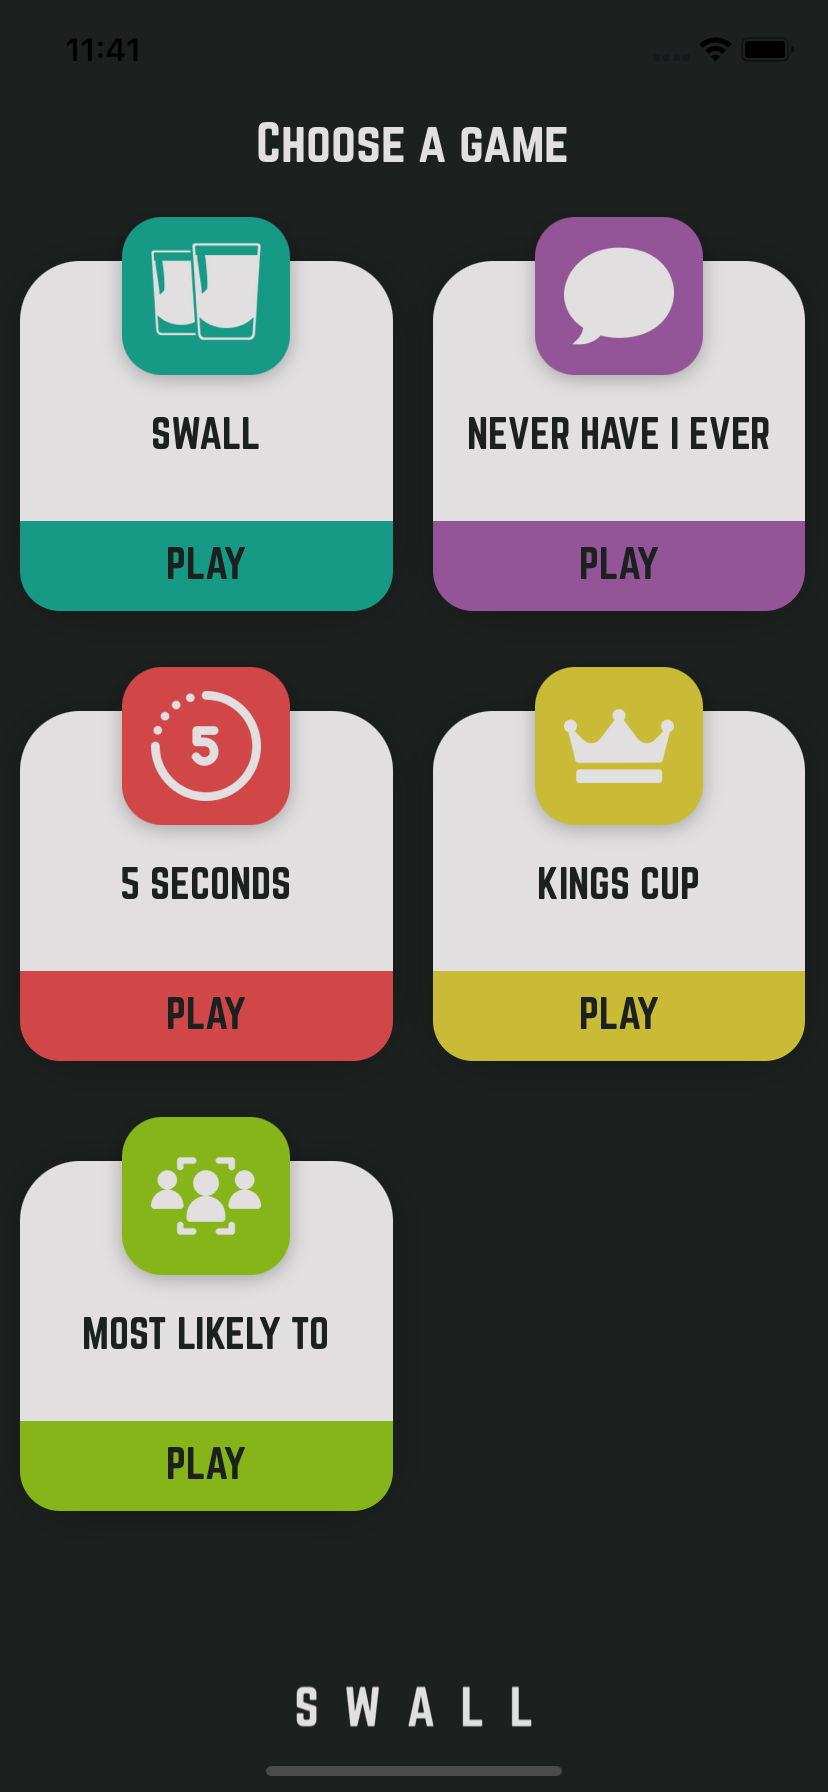 11:41
Choose a game
SWALL
NEVER HAVE I EVER
PLAY
PLAY
5
5 SECONDS
KINGS CUP
PLAY
PLAY
MOST LIKELY TO
PLAY
SWALL